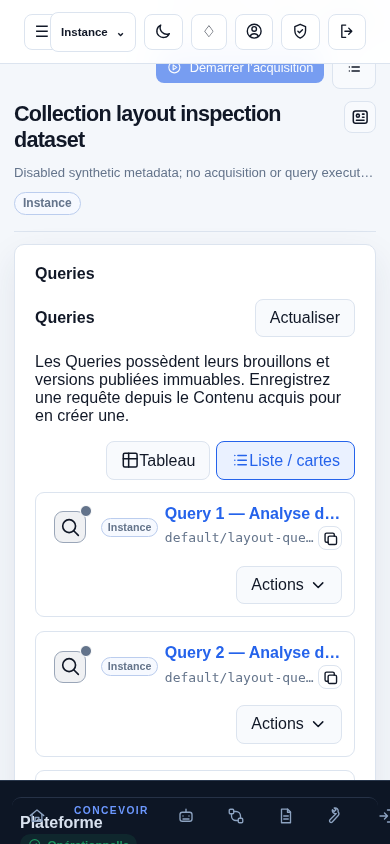 Instance
Démarrer l'acquisition
Collection layout inspection
dataset
Disabled synthetic metadata; no acquisition or query execut…
Instance
Queries
Queries
Actualiser
Les Queries possèdent leurs brouillons et
versions publiées immuables. Enregistrez
une requête depuis le Contenu acquis pour
en créer une.
Tableau
Liste / cartes
Query 1 — Analyse d…
Instance
default/layout-que…
Actions
Query 2 — Analyse d…
Instance
default/layout-que…
Actions
CONCEVOIR
Plateforme
Opérationnelle